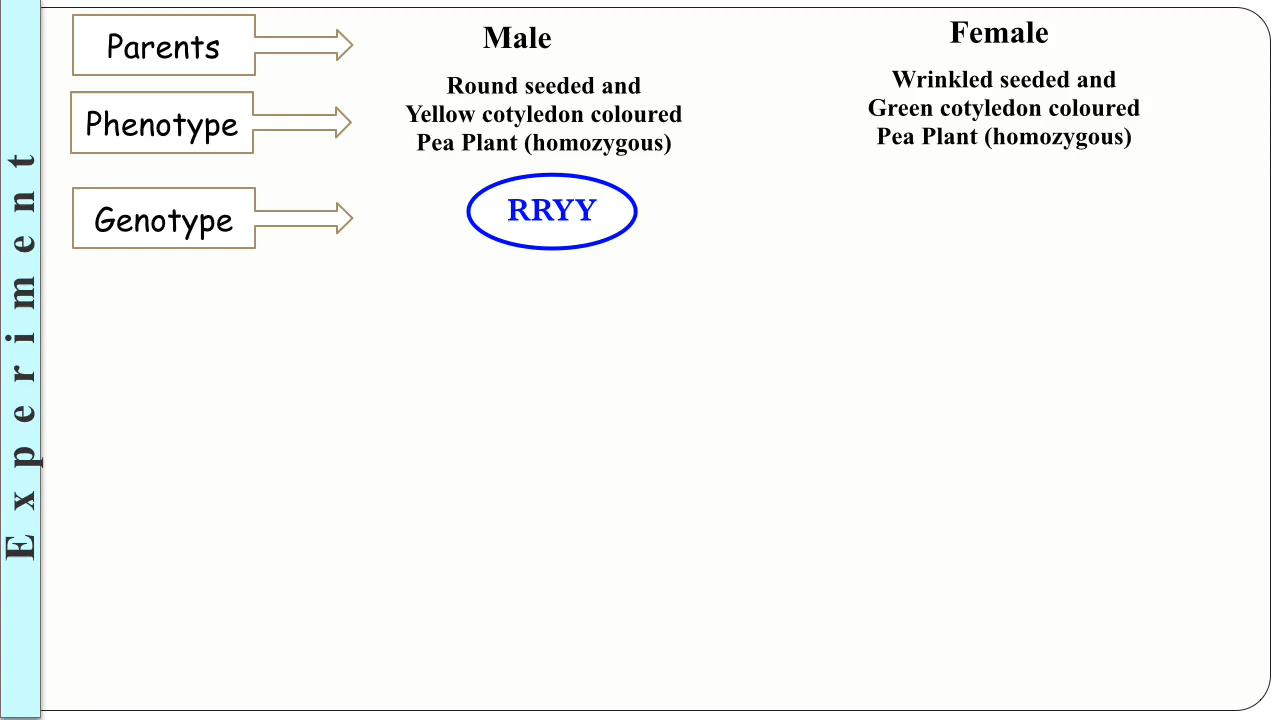 Experiment
Parents
Male
Female
Phenotype
Round seeded and
Yellow cotyledon coloured
Pea Plant (homozygous)
Wrinkled seeded and
Green cotyledon coloured
Pea Plant (homozygous)
Genotype
RRYY